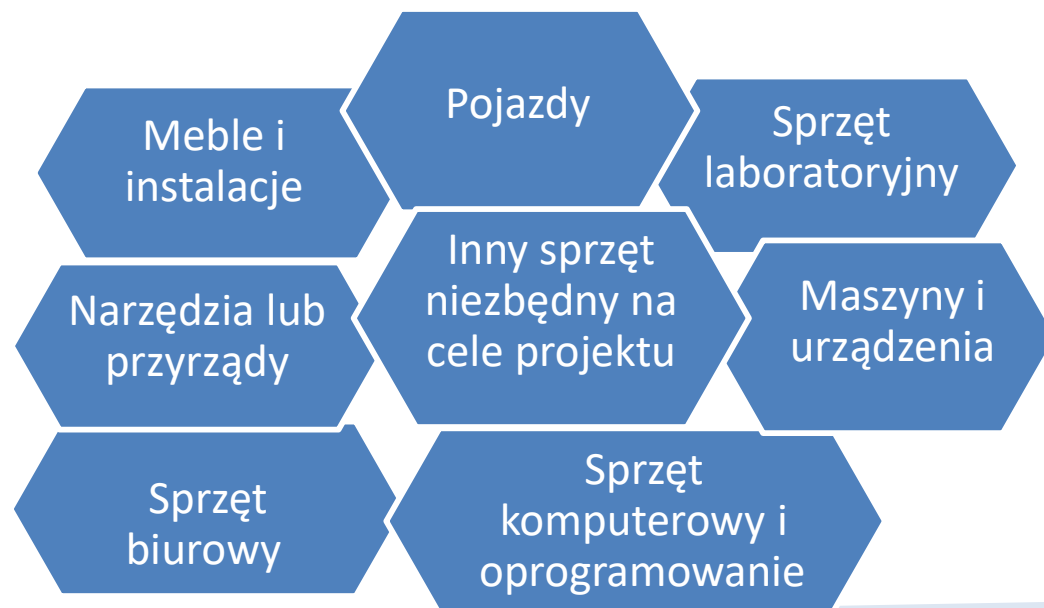 Pojazdy
Meble i
instalacje
Sprzęt
laboratoryjny
Inny sprzęt
niezbędny na
cele projektu
Narzędzia lub
przyrządy
Maszyny i
urządzenia
Sprzęt
biurowy
Sprzęt
komputerowy i
oprogramowanie